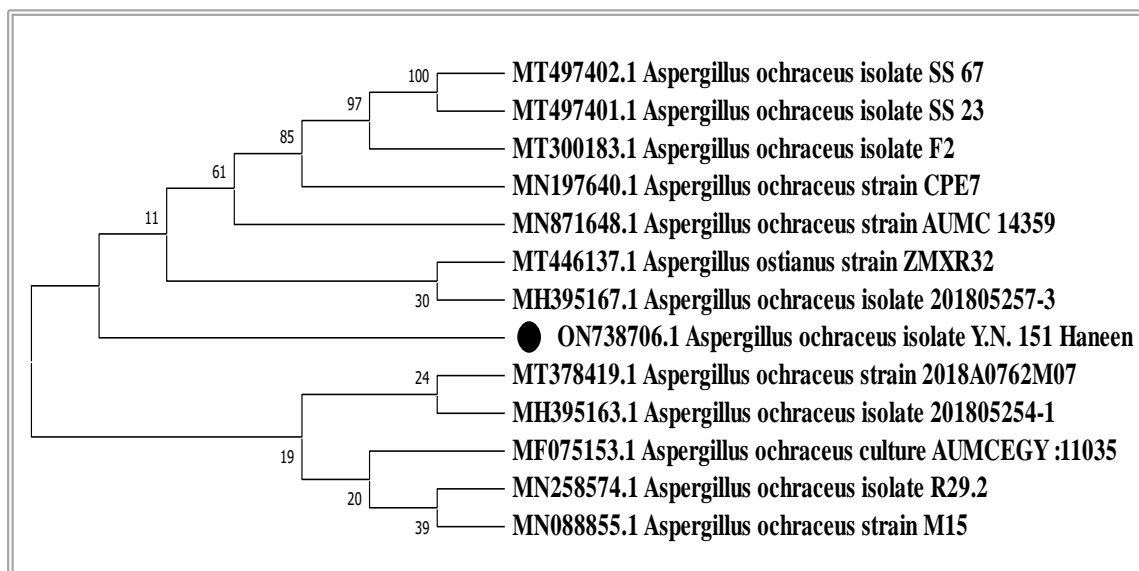 100
MT497402.1 Aspergillus ochraceus isolate SS 67
97
MT497401.1 Aspergillus ochraceus isolate SS 23
85
MT300183.1 Aspergillus ochraceus isolate F2
61
MN197640.1 Aspergillus ochraceus strain CPE7
11
MN871648.1 Aspergillus ochraceus strain AUMC 14359
MT446137.1 Aspergillus ostianus strain ZMXR32
30
MH395167.1 Aspergillus ochraceus isolate 201805257-3
ON738706.1 Aspergillus ochraceus isolate Y.N. 151 Haneen
24
MT378419.1 Aspergillus ochraceus strain 2018A0762M07
MH395163.1 Aspergillus ochraceus isolate 201805254-1
19
MF075153.1 Aspergillus ochraceus culture AUMCEGY :11035
20
MN258574.1 Aspergillus ochraceus isolate R29.2
39
MN088855.1 Aspergillus ochraceus strain M15